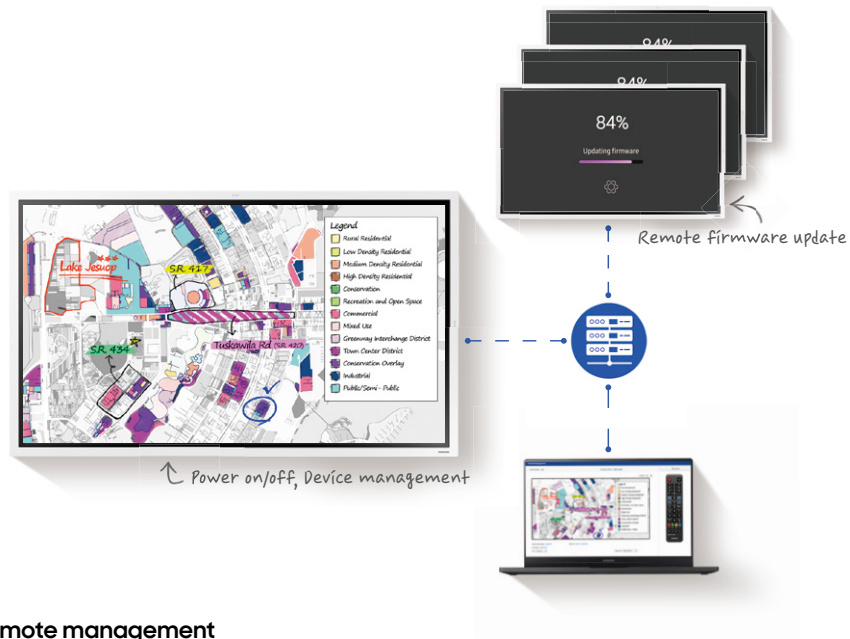 84%
84%
84%
Updating firmware
Remote firmware update
Legend
Rural Residential
Low Density Residential
Medium Density Residential
High Density Residential
Conservation
Recreation and Open Space
Commercial
Mixed Use
Greenway Interchange District
Town Center District
Conservation Overlay
Industrial
Public/Semi - Public
Lake Jesuop
S.R. 417
S.R. 434
Tuskawila Rd (S.R. 420)
Power on/off, Device management
mote management